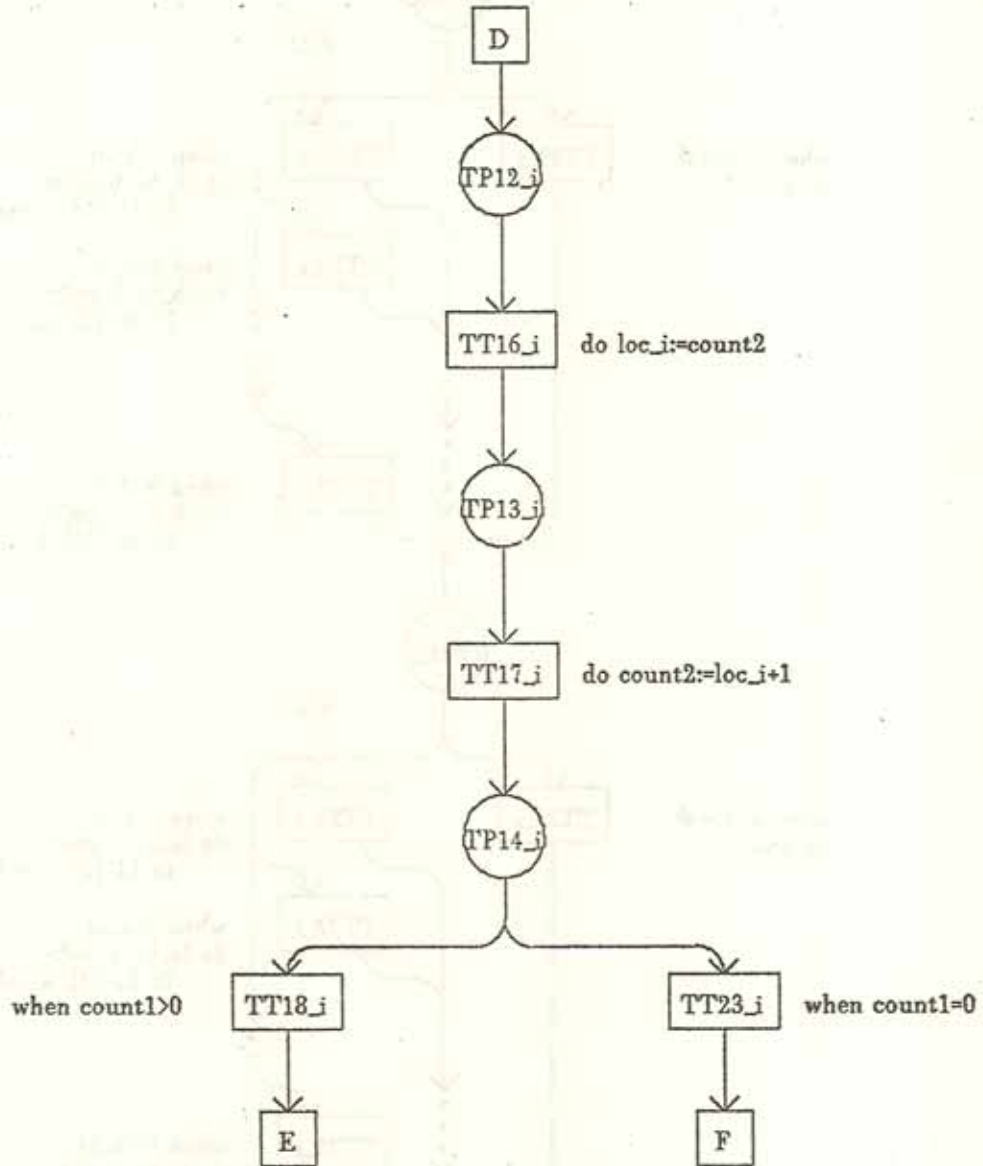 D
TP12_i
TT16_i do loc_i:=count2
TP13_i
TT17_i do count2:=loc_i+1
TP14_i
when count1>0 TT18_i TT23_i when count1=0
E F